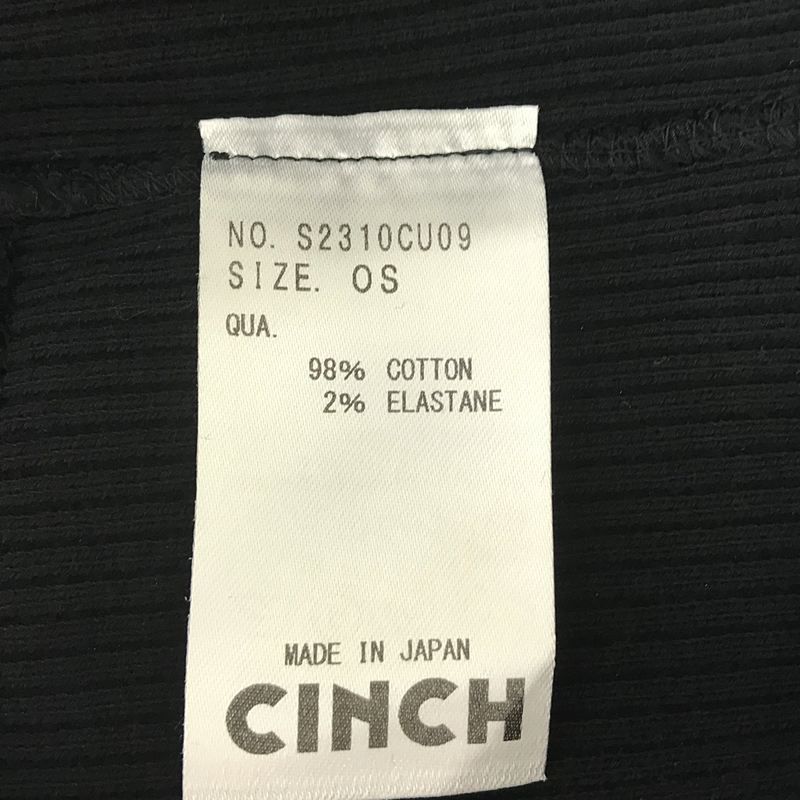 NO. S2310CU09
SIZE. OS
QUA.
98% COTTON
2% ELASTANE
MADE IN JAPAN
CINCH